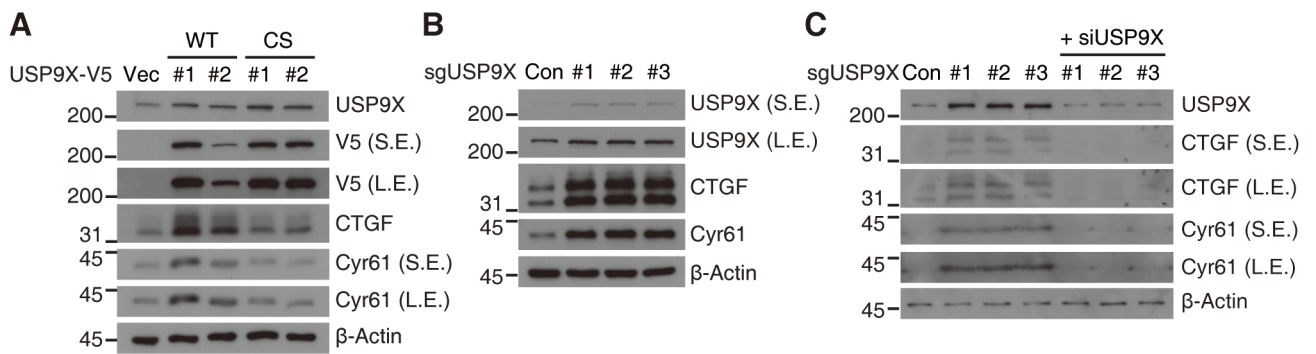 A
WT CS
USP9X-V5 Vec #1 #2 #1 #2
200 USP9X
200 V5 (S.E.)
200 V5 (L.E.)
31 CTGF
45 Cyr61 (S.E.)
45 Cyr61 (L.E.)
45 β-Actin
B
sgUSP9X Con #1 #2 #3
200 USP9X (S.E.)
200 USP9X (L.E.)
31 CTGF
45 Cyr61
45 β-Actin
C
+ siUSP9X
sgUSP9X Con #1 #2 #3 #1 #2 #3
200 USP9X
31 CTGF (S.E.)
31 CTGF (L.E.)
45 Cyr61 (S.E.)
45 Cyr61 (L.E.)
45 β-Actin